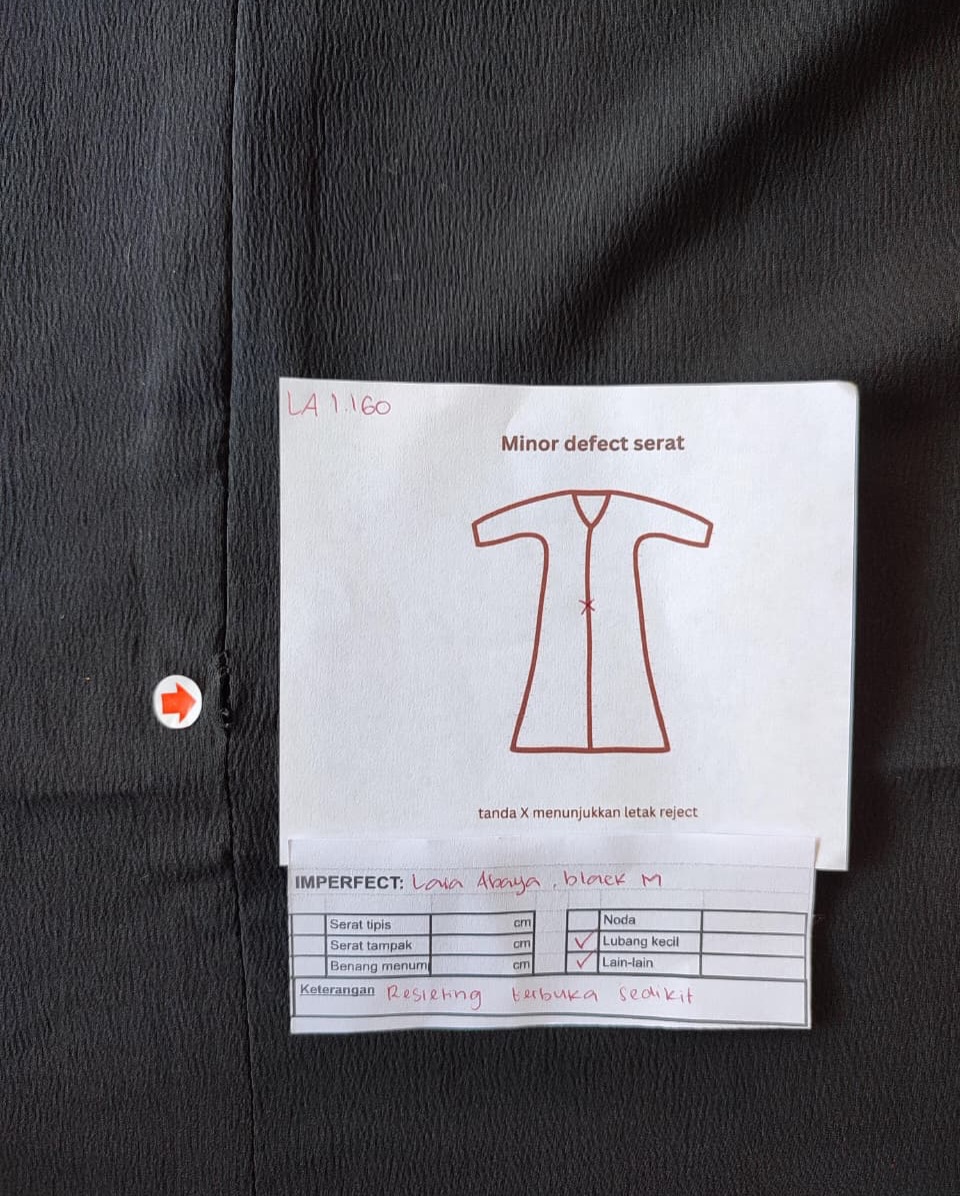 LA 1.160
Minor defect serat
X
tanda X menunjukkan letak reject
IMPERFECT: Lava Abaya, black M
Serat tipis cm Noda
Serat tampak cm ✓ Lubang kecil
Benang menum cm ✓ Lain-lain
Keterangan Resleting terbuka sedikit